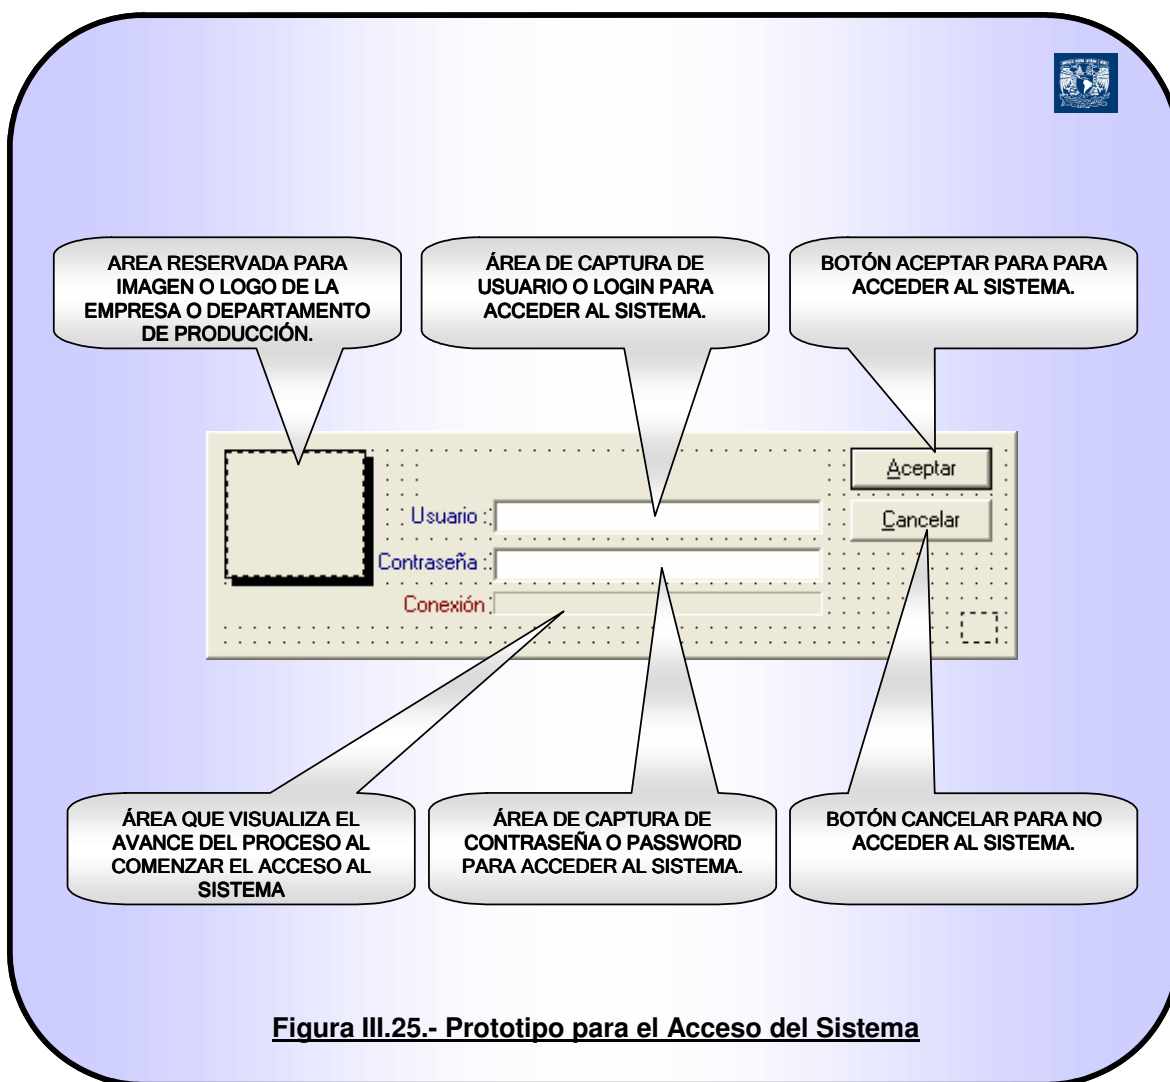 AREA RESERVADA PARA
IMAGEN O LOGO DE LA
EMPRESA O DEPARTAMENTO
DE PRODUCCIÓN.
ÁREA DE CAPTURA DE
USUARIO O LOGIN PARA
ACCEDER AL SISTEMA.
BOTÓN ACEPTAR PARA PARA
ACCEDER AL SISTEMA.
Aceptar
Usuario :
Cancelar
Contraseña :
Conexión
ÁREA QUE VISUALIZA EL
AVANCE DEL PROCESO AL
COMENZAR EL ACCESO AL
SISTEMA
ÁREA DE CAPTURA DE
CONTRASEÑA O PASSWORD
PARA ACCEDER AL SISTEMA.
BOTÓN CANCELAR PARA NO
ACCEDER AL SISTEMA.
Figura III.25.- Prototipo para el Acceso del Sistema